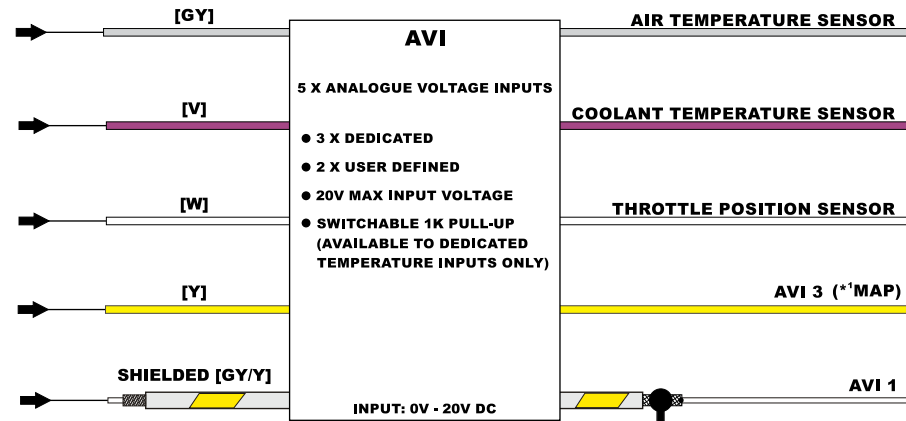 [GY]
AIR TEMPERATURE SENSOR
AVI
5 X ANALOGUE VOLTAGE INPUTS
[V]
COOLANT TEMPERATURE SENSOR
● 3 X DEDICATED
● 2 X USER DEFINED
● 20V MAX INPUT VOLTAGE
[W]
THROTTLE POSITION SENSOR
● SWITCHABLE 1K PULL-UP
(AVAILABLE TO DEDICATED
TEMPERATURE INPUTS ONLY)
[Y]
AVI 3 (*¹MAP)
SHIELDED [GY/Y]
AVI 1
INPUT: 0V - 20V DC